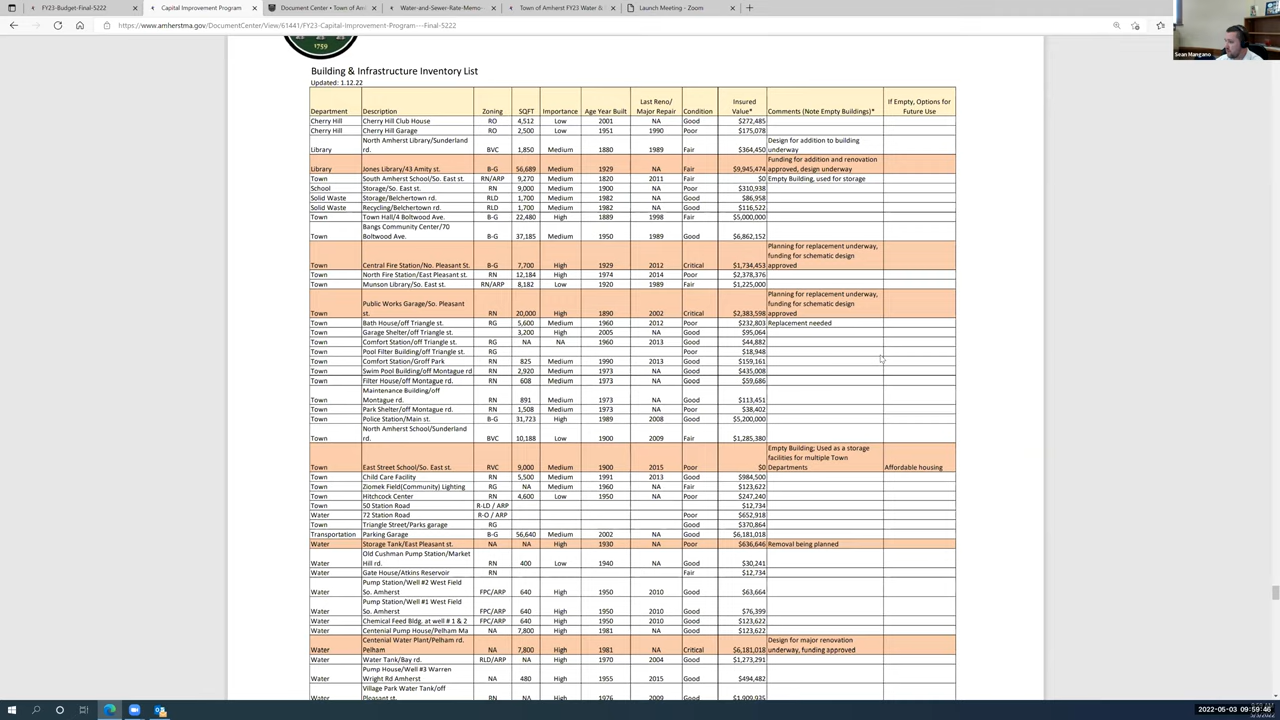 FY23-Budget-Final-5222
Capital Improvement Program
Document Center • Town of Am
Water-and-Sewer-Rate-Memo-
Town of Amherst FY23 Water &
Launch Meeting - Zoom
https://www.amherstma.gov/DocumentCenter/View/61441/FY23-Capital-Improvement-Program---Final-5222
Sean Mangano
1759
Building & Infrastructure Inventory List
Updated: 1.12.22
Department Description Zoning SQFT Importance Age Year Built Last Reno/ Major Repair Condition Insured Value* Comments (Note Empty Buildings)* If Empty, Options for Future Use
Cherry Hill Cherry Hill Club House RO 4,512 Low 2001 NA Good $272,485
Cherry Hill Cherry Hill Garage RO 2,500 Low 1951 1990 Poor $175,078
Library North Amherst Library/Sunderland rd. BVC 1,850 Medium 1880 1989 Fair $364,450 Design for addition to building underway
Library Jones Library/43 Amity st. B-G 56,689 Medium 1929 NA Fair $9,945,474 Funding for addition and renovation approved, design underway
Town South Amherst School/So. East st. RN/ARP 9,270 Medium 1820 2011 Fair $0 Empty Building, used for storage
School Storage/So. East st. RN 9,000 Medium 1900 NA Poor $310,938
Solid Waste Storage/Belchertown rd. RLD 1,700 Medium 1982 NA Good $86,958
Solid Waste Recycling/Belchertown rd. RLD 1,700 Medium 1982 NA Good $116,522
Town Town Hall/4 Boltwood Ave. B-G 22,480 High 1889 1998 Fair $5,000,000
Town Bangs Community Center/70 Boltwood Ave. B-G 37,185 Medium 1950 1989 Good $6,862,152
Town Central Fire Station/No. Pleasant St. B-G 7,700 High 1929 2012 Critical $1,734,453 Planning for replacement underway, funding for schematic design approved
Town North Fire Station/East Pleasant st. RN 12,184 High 1974 2014 Poor $2,378,376
Town Munson Library/So. East st. RN/ARP 8,182 Low 1920 1989 Fair $1,225,000
Town Public Works Garage/So. Pleasant st. RN 20,000 High 1890 2002 Critical $2,383,598 Planning for replacement underway, funding for schematic design approved
Town Bath House/off Triangle st. RG 5,600 Medium 1960 2012 Poor $232,803 Replacement needed
Town Garage Shelter/off Triangle st. 3,200 High 2005 NA Good $95,064
Town Comfort Station/off Triangle st. RG NA NA 1960 2013 Good $44,882
Town Pool Filter Building/off Triangle st. RG Poor $18,948
Town Comfort Station/Groff Park RN 825 Medium 1990 2013 Good $159,161
Town Swim Pool Building/off Montague rd RN 2,920 Medium 1973 NA Good $435,008
Town Filter House/off Montague rd. RN 608 Medium 1973 NA Good $59,686
Town Maintenance Building/off Montague rd. RN 891 Medium 1973 NA Good $113,451
Town Park Shelter/off Montague rd. RN 1,508 Medium 1973 NA Poor $38,402
Town Police Station/Main st. B-G 31,723 High 1989 2008 Good $5,200,000
Town North Amherst School/Sunderland rd. BVC 10,188 Low 1900 2009 Fair $1,285,380
Town East Street School/So. East st. RVC 9,000 Medium 1900 2015 Poor $0 Empty Building; Used as a storage facilities for multiple Town Departments Affordable housing
Town Child Care Facility RN 5,500 Medium 1991 2013 Good $984,500
Town Ziomek Field(Community) Lighting RG NA Medium 1960 NA Fair $123,622
Town Hitchcock Center RN 4,600 Low 1950 NA Poor $247,240
Town 50 Station Road R-LD / ARP $12,734
Water 72 Station Road R-O / ARP Poor $652,918
Town Triangle Street/Parks garage RG Good $370,864
Transportation Parking Garage B-G 56,640 Medium 2002 NA Good $6,181,018
Water Storage Tank/East Pleasant st. NA NA High 1930 NA Poor $636,646 Removal being planned
Water Old Cushman Pump Station/Market Hill rd. RN 400 Low 1940 NA Good $30,241
Water Gate House/Atkins Reservoir RN Fair $12,734
Water Pump Station/Well #2 West Field So. Amherst FPC/ARP 640 High 1950 2010 Good $63,664
Water Pump Station/Well #1 West Field So. Amherst FPC/ARP 640 High 1950 2010 Good $76,399
Water Chemical Feed Bldg. at well # 1 & 2 FPC/ARP 640 High 1950 2010 Good $123,622
Water Centenial Pump House/Pelham Ma NA 7,800 High 1981 NA Good $123,622
Water Centenial Water Plant/Pelham rd. Pelham NA 7,800 High 1981 NA Critical $6,181,018 Design for major renovation underway, funding approved
Water Water Tank/Bay rd. RLD/ARP NA High 1970 2004 Good $1,273,291
Water Pump House/Well #3 Warren Wright Rd Amherst NA 480 High 1955 2015 Good $494,482
Water Village Park Water Tank/off Pleasant st. RN NA High 1976 2009 Good $1,909,935
2022-05-03 09:59:46